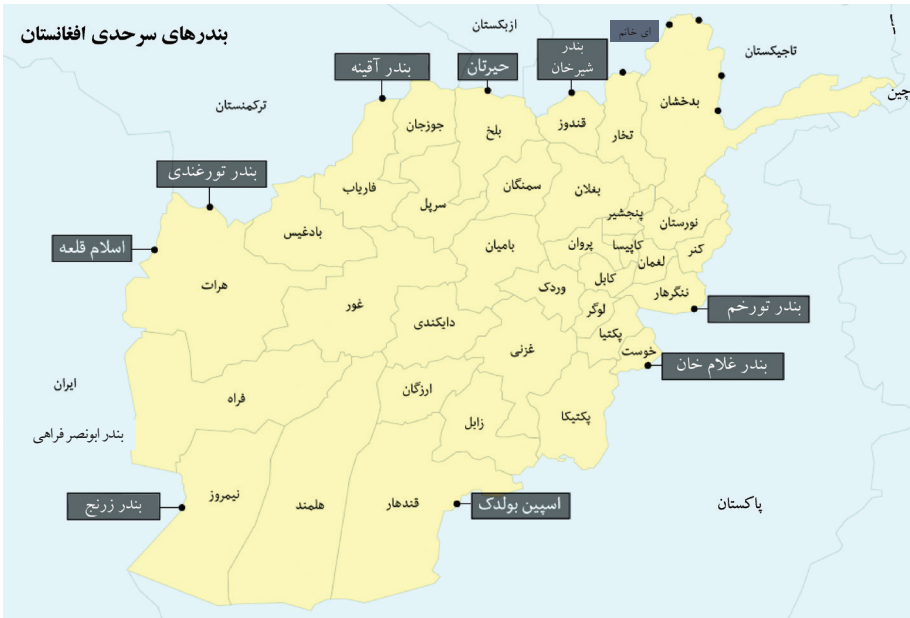 بندرهای سرحدی افغانستان
ازبکستان
ای خانم
تاجیکستان
چین
بندر
شیرخان
حیرتان
بندر آقینه
ترکمنستان
بدخشان
تخار
قندوز
بلخ
جوزجان
بندر تورغندی
فاریاب
سرپل
سمنگان
بغلان
پنجشیر
نورستان
بادغیس
اسلام قلعه
هرات
بامیان
پروان
کاپیسا
کنر
لغمان
کابل
وردک
ننگرهار
غور
دایکندی
لوگر
بندر تورخم
پکتیا
خوست
غزنی
بندر غلام خان
ایران
فراه
ارزگان
زابل
پکتیکا
بندر ابونصر فراهی
بندر زرنج
نیمروز
هلمند
قندهار
اسپین بولدک
پاکستان